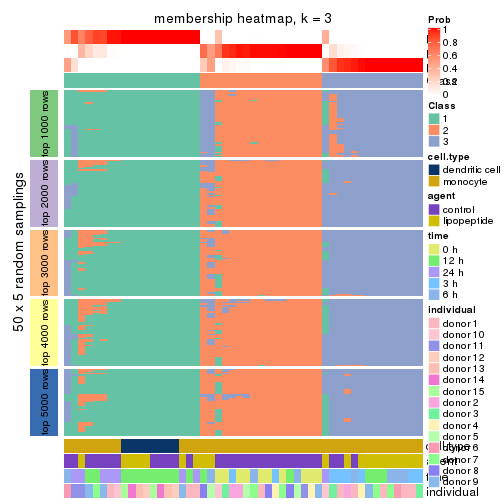 membership heatmap, k = 3
50 x 5 random samplings
top 1000 rows
top 2000 rows
top 3000 rows
top 4000 rows
top 5000 rows
Prob
1
0.8
0.6
0.4
0.2
0
Class
1
2
3
cell.type
dendritic cell
monocyte
agent
control
lipopeptide
time
0 h
12 h
24 h
3 h
6 h
individual
donor1
donor10
donor11
donor12
donor13
donor14
donor15
donor2
donor3
donor4
donor5
donor7
donor8
donor9
individual